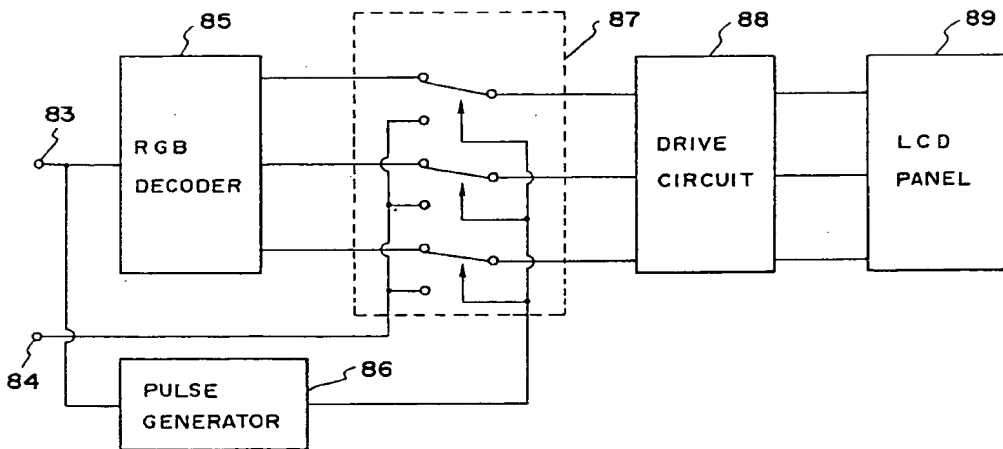 85
87
88
89
83
RGB
DECODER
DRIVE
CIRCUIT
LCD
PANEL
84
86
PULSE
GENERATOR